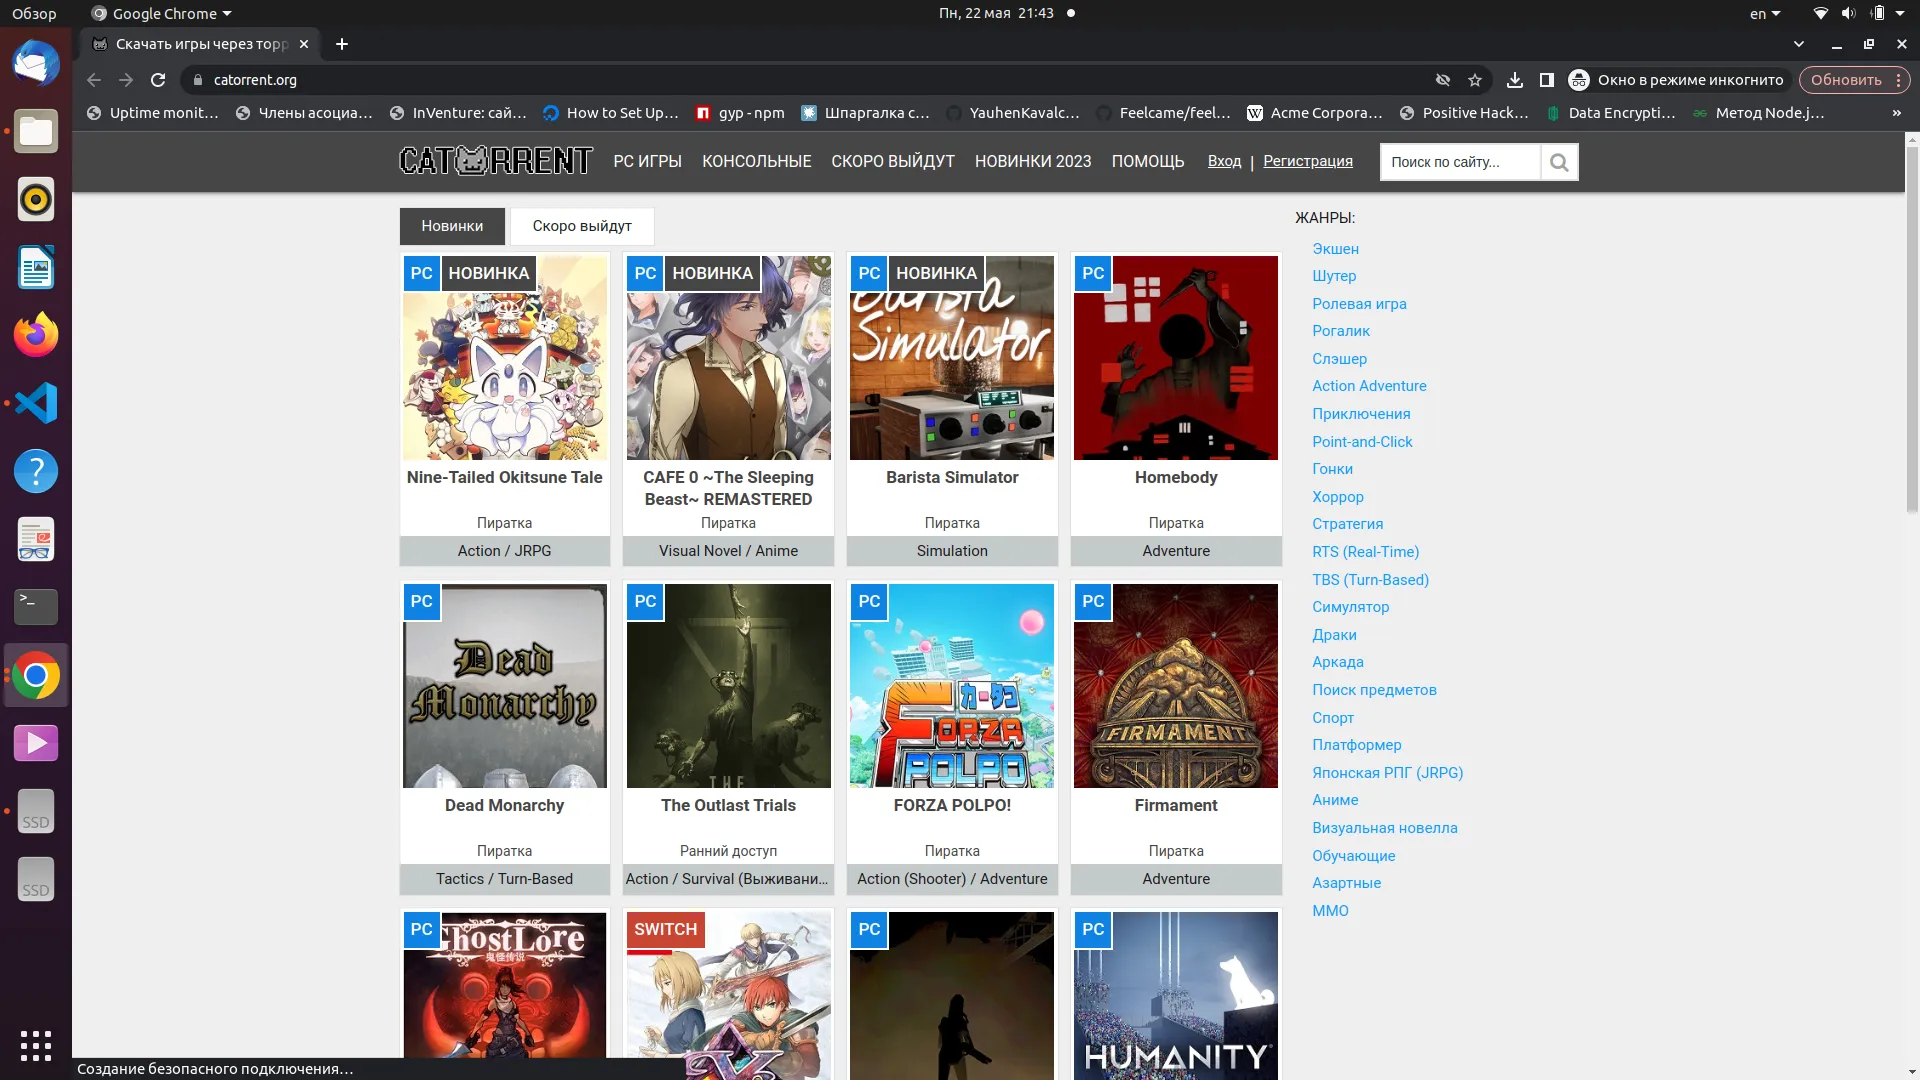 Обзор
Google Chrome
Пн, 22 мая 21:43
en
Скачать игры через торр
catorrent.org
Окно в режиме инкогнито
Обновить
Uptime monit…
Члены асоциа…
InVenture: сай…
How to Set Up…
gyp - npm
Шпаргалка с…
YauhenKavalc…
Feelcame/feel…
Acme Corpora…
Positive Hack…
Data Encrypti…
Метод Node.j…
»
CATORRENT
PC ИГРЫ
КОНСОЛЬНЫЕ
СКОРО ВЫЙДУТ
НОВИНКИ 2023
ПОМОЩЬ
Вход | Регистрация
Поиск по сайту...
Новинки
Скоро выйдут
PC НОВИНКА
Nine-Tailed Okitsune Tale
Пиратка
Action / JRPG
PC НОВИНКА
CAFE 0 ~The Sleeping
Beast~ REMASTERED
Пиратка
Visual Novel / Anime
PC НОВИНКА
Barista
Simulator
Barista Simulator
Пиратка
Simulation
PC
Homebody
Пиратка
Adventure
PC
Dead
Monarchy
Dead Monarchy
Пиратка
Tactics / Turn-Based
PC
THE
The Outlast Trials
Ранний доступ
Action / Survival (Выживани…
PC
カ－タコ
FORZA
POLPO
FORZA POLPO!
Пиратка
Action (Shooter) / Adventure
PC
FIRMAMENT
Firmament
Пиратка
Adventure
PC
GhostLore
鬼怪传说
SWITCH
PC
PC
HUMANITY
ЖАНРЫ:
Экшен
Шутер
Ролевая игра
Рогалик
Слэшер
Action Adventure
Приключения
Point-and-Click
Гонки
Хоррор
Стратегия
RTS (Real-Time)
TBS (Turn-Based)
Симулятор
Драки
Аркада
Поиск предметов
Спорт
Платформер
Японская РПГ (JRPG)
Аниме
Визуальная новелла
Обучающие
Азартные
MMO
SSD
SSD
Создание безопасного подключения…